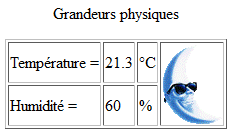 Grandeurs physiques
Température = 21.3 °C
Humidité = 60 %